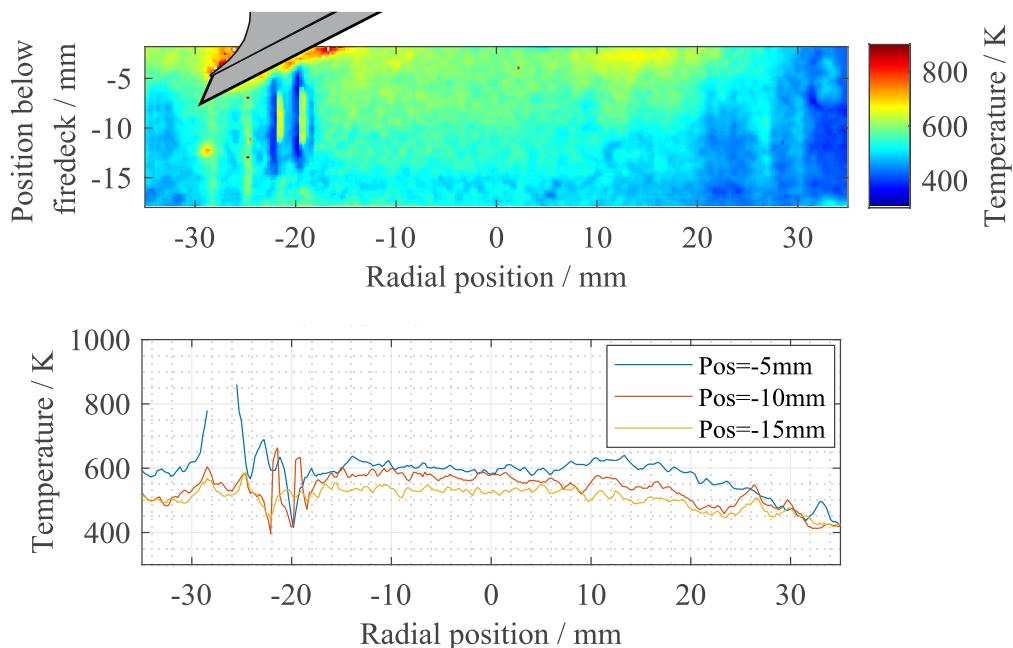 Position below
firedeck / mm
-5
-10
-15
-30
-20
-10
0
10
20
30
Radial position / mm
800
600
400
Temperature / K
1000
800
600
400
Temperature / K
Pos=-5mm
Pos=-10mm
Pos=-15mm
-30
-20
-10
0
10
20
30
Radial position / mm